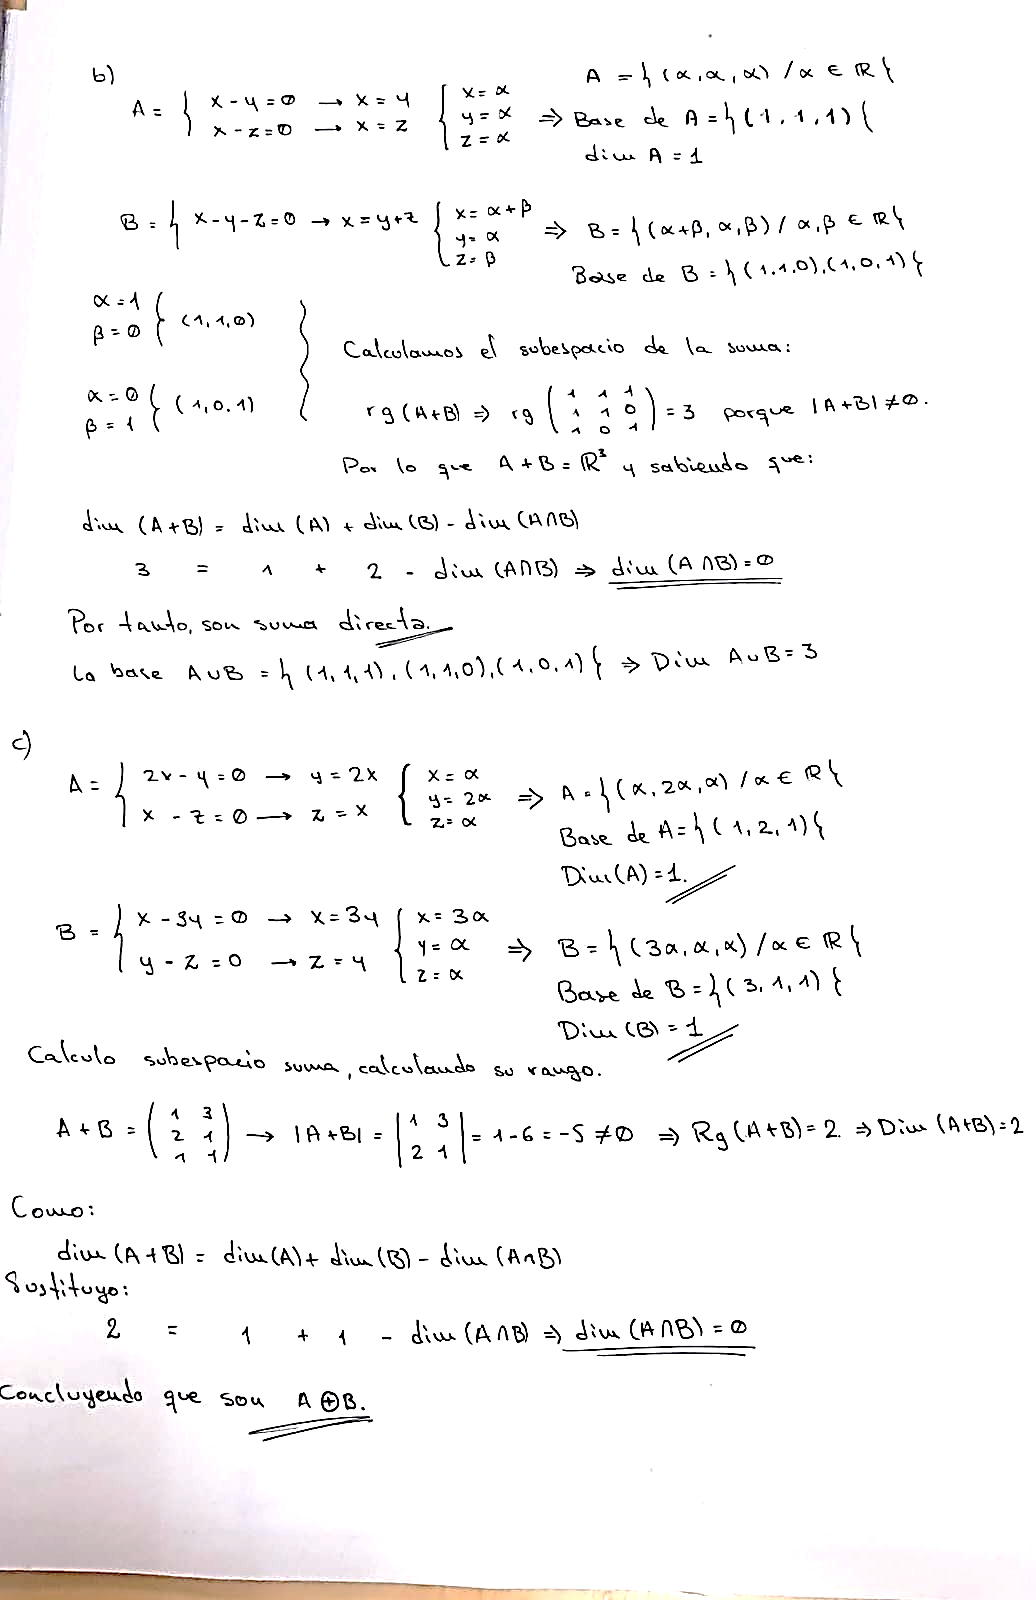 b)
A = { x - y = 0 → x = y { x = α
x - z = 0 → x = z y = α
z = α
A = { (α, α, α) / α ∈ ℝ }
⇒ Base de A = { (1, 1, 1) }
dim A = 1
B = { x - y - z = 0 → x = y + z { x = α + β
y = α
z = β
⇒ B = { (α+β, α, β) / α, β ∈ ℝ }
Base de B = { (1, 1, 0), (1, 0, 1) }
α = 1
β = 0 } (1, 1, 0)
α = 0
β = 1 } (1, 0, 1)
Calculamos el subespacio de la suma:
rg (A+B) ⇒ rg ( 1 1 1
1 1 0
1 0 1 ) = 3 porque |A+B| ≠ 0.
Por lo que A + B = ℝ³ y sabiendo que:
dim (A+B) = dim (A) + dim (B) - dim (A∩B)
3 = 1 + 2 - dim (A∩B) ⇒ dim (A∩B) = 0
Por tanto, son suma directa.
La base A∪B = { (1, 1, 1), (1, 1, 0), (1, 0, 1) } ⇒ Dim A∪B = 3
c)
A = { 2x - y = 0 → y = 2x { x = α
x - z = 0 → z = x y = 2α
z = α
⇒ A = { (α, 2α, α) / α ∈ ℝ }
Base de A = { (1, 2, 1) }
Dim(A) = 1.
B = { x - 3y = 0 → x = 3y { x = 3α
y - z = 0 → z = y y = α
z = α
⇒ B = { (3α, α, α) / α ∈ ℝ }
Base de B = { (3, 1, 1) }
Dim (B) = 1
Calculo subespacio suma, calculando su rango.
A + B = ( 1 3
2 1
1 1 ) → |A+B| = | 1 3
2 1 | = 1 - 6 = -5 ≠ 0 ⇒ Rg (A+B) = 2. ⇒ Dim (A+B) = 2
Como:
dim (A+B) = dim (A) + dim (B) - dim (A∩B)
Sustituyo:
2 = 1 + 1 - dim (A∩B) ⇒ dim (A∩B) = 0
Concluyendo que son A ⊕ B.